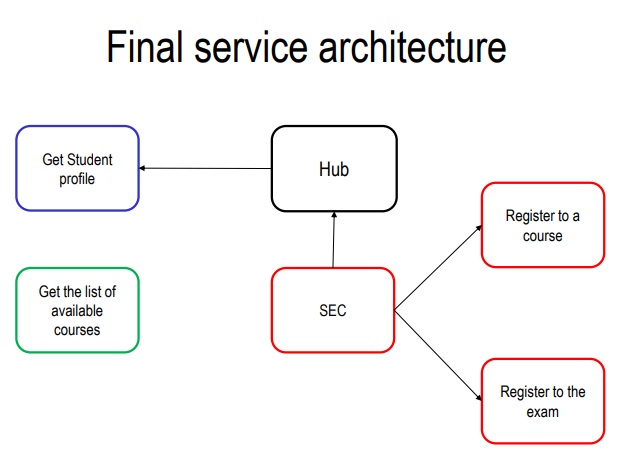 Final service architecture
Get Student
profile
Hub
Register to a
course
Get the list of
available
courses
SEC
Register to the
exam